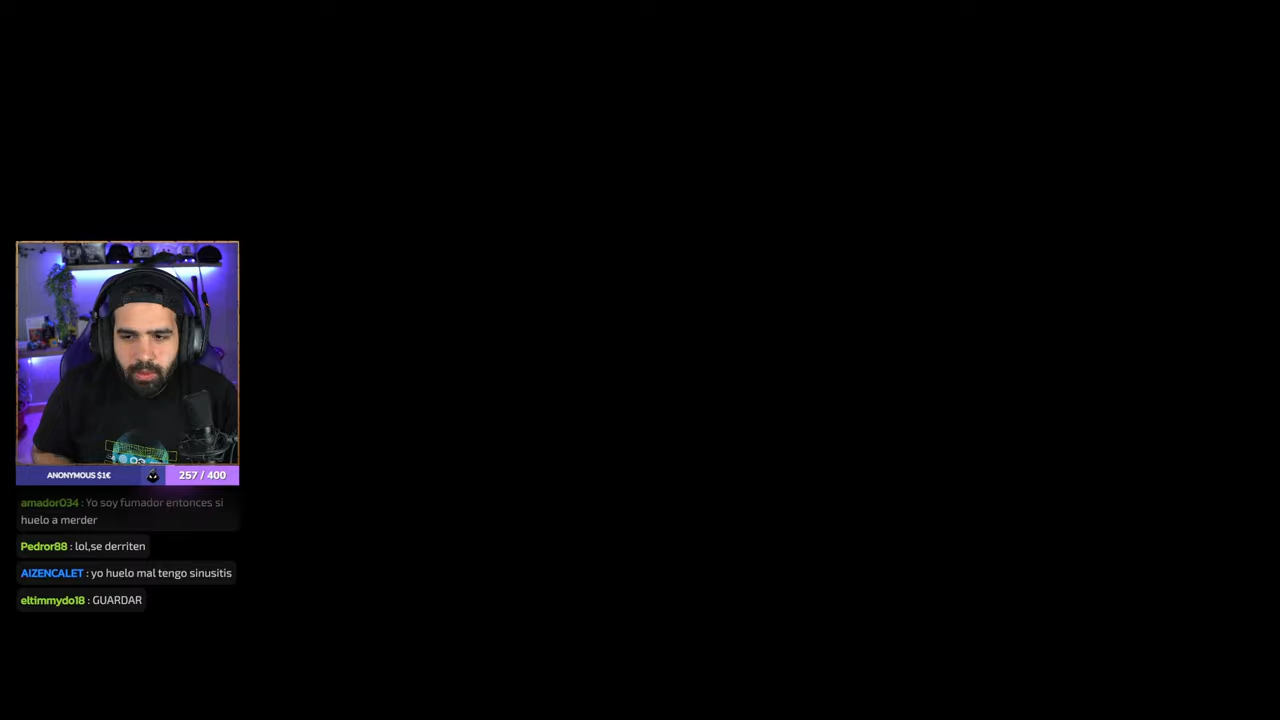 ANONYMOUS $1€
257 / 400
amador034 : Yo soy fumador entonces si
huelo a merder
Pedror88 : lol,se derriten
AIZENCALET : yo huelo mal tengo sinusitis
eltimmydo18 : GUARDAR